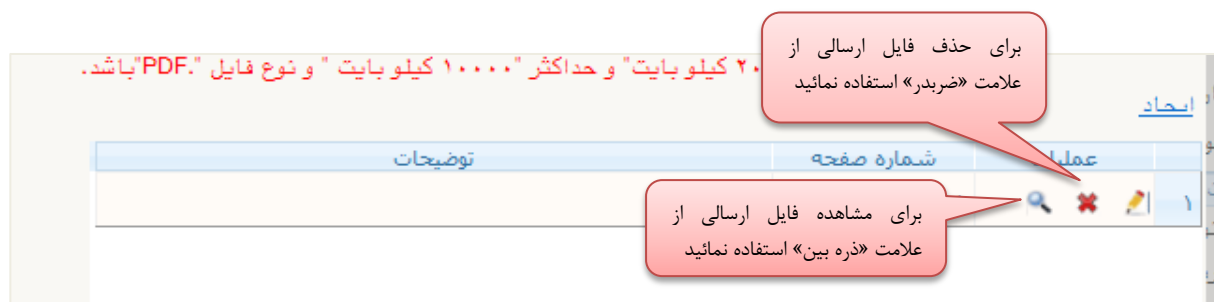 برای حذف فایل ارسالی از
علامت «ضربدر» استفاده نمائید
۲۰ کیلو بایت" و حداکثر "۱۰۰۰۰ کیلو بایت " و نوع فایل ".PDF"باشد.
ایجاد
عملیات شماره صفحه توضیحات
۱
برای مشاهده فایل ارسالی از
علامت «ذره بین» استفاده نمائید